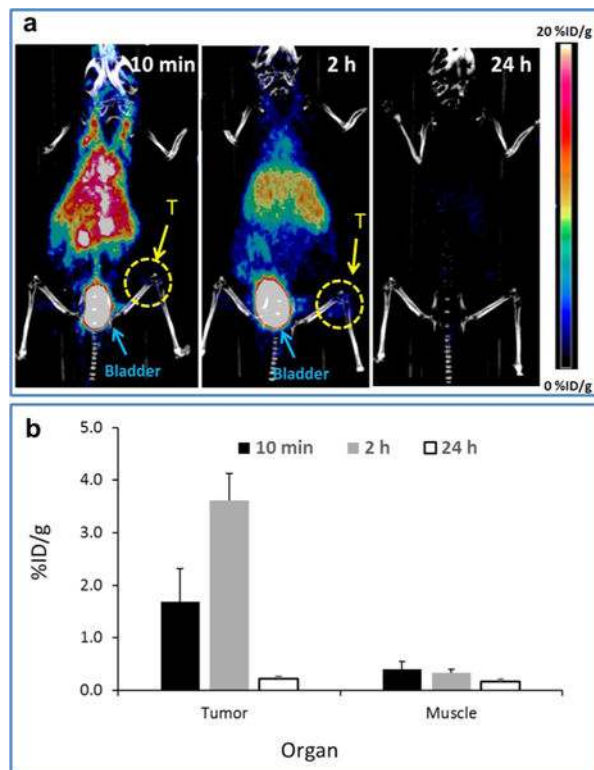 a
10 min
2 h
24 h
20 %ID/g
T
T
Bladder
Bladder
0 %ID/g
b
5.0
4.0
3.0
2.0
1.0
0.0
%ID/g
10 min
2 h
24 h
Tumor
Muscle
Organ